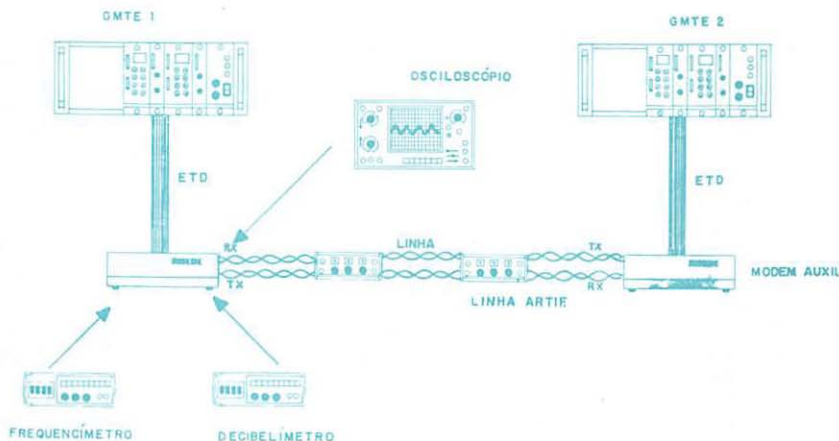 GMTE 1
GMTE 2
OSCILOSCÓPIO
ETD
ETD
RX
LINHA
TX
TX
RX
MODEM AUXIL
LINHA ARTIF
FREQUENCÍMETRO
DECIBELÍMETRO